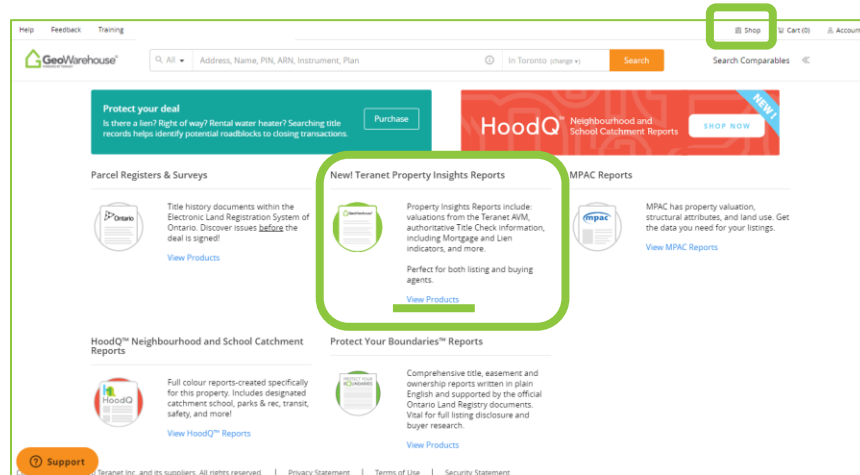 Help Feedback Training
Shop Cart (0) Account
GeoWarehouse®
All Address, Name, PIN, ARN, Instrument, Plan
In Toronto (change ▾)
Search
Search Comparables
Protect your deal
Is there a lien? Right of way? Rental water heater? Searching title
records helps identify potential roadblocks to closing transactions.
Purchase
HoodQ™
Neighbourhood and
School Catchment Reports
SHOP NOW
NEW!
Parcel Registers & Surveys
Ontario
Title history documents within the
Electronic Land Registration System of
Ontario. Discover issues before the
deal is signed!
View Products
New! Teranet Property Insights Reports
GeoWarehouse
Property Insights Reports include:
valuations from the Teranet AVM,
authoritative Title Check information,
including Mortgage and Lien
indicators, and more.
Perfect for both listing and buying
agents.
View Products
MPAC Reports
mpac
MPAC has property valuation,
structural attributes, and land use. Get
the data you need for your listings.
View MPAC Reports
HoodQ™ Neighbourhood and School Catchment
Reports
HoodQ
Full colour reports-created specifically
for this property. Includes designated
catchment school, parks & rec, transit,
safety, and more!
View HoodQ™ Reports
Protect Your Boundaries™ Reports
PROTECT YOUR
BOUNDARIES
Comprehensive title, easement and
ownership reports written in plain
English and supported by the official
Ontario Land Registry documents.
Vital for full listing disclosure and
buyer research.
View Products
Support
Teranet Inc. and its suppliers. All rights reserved. | Privacy Statement | Terms of Use | Security Statement